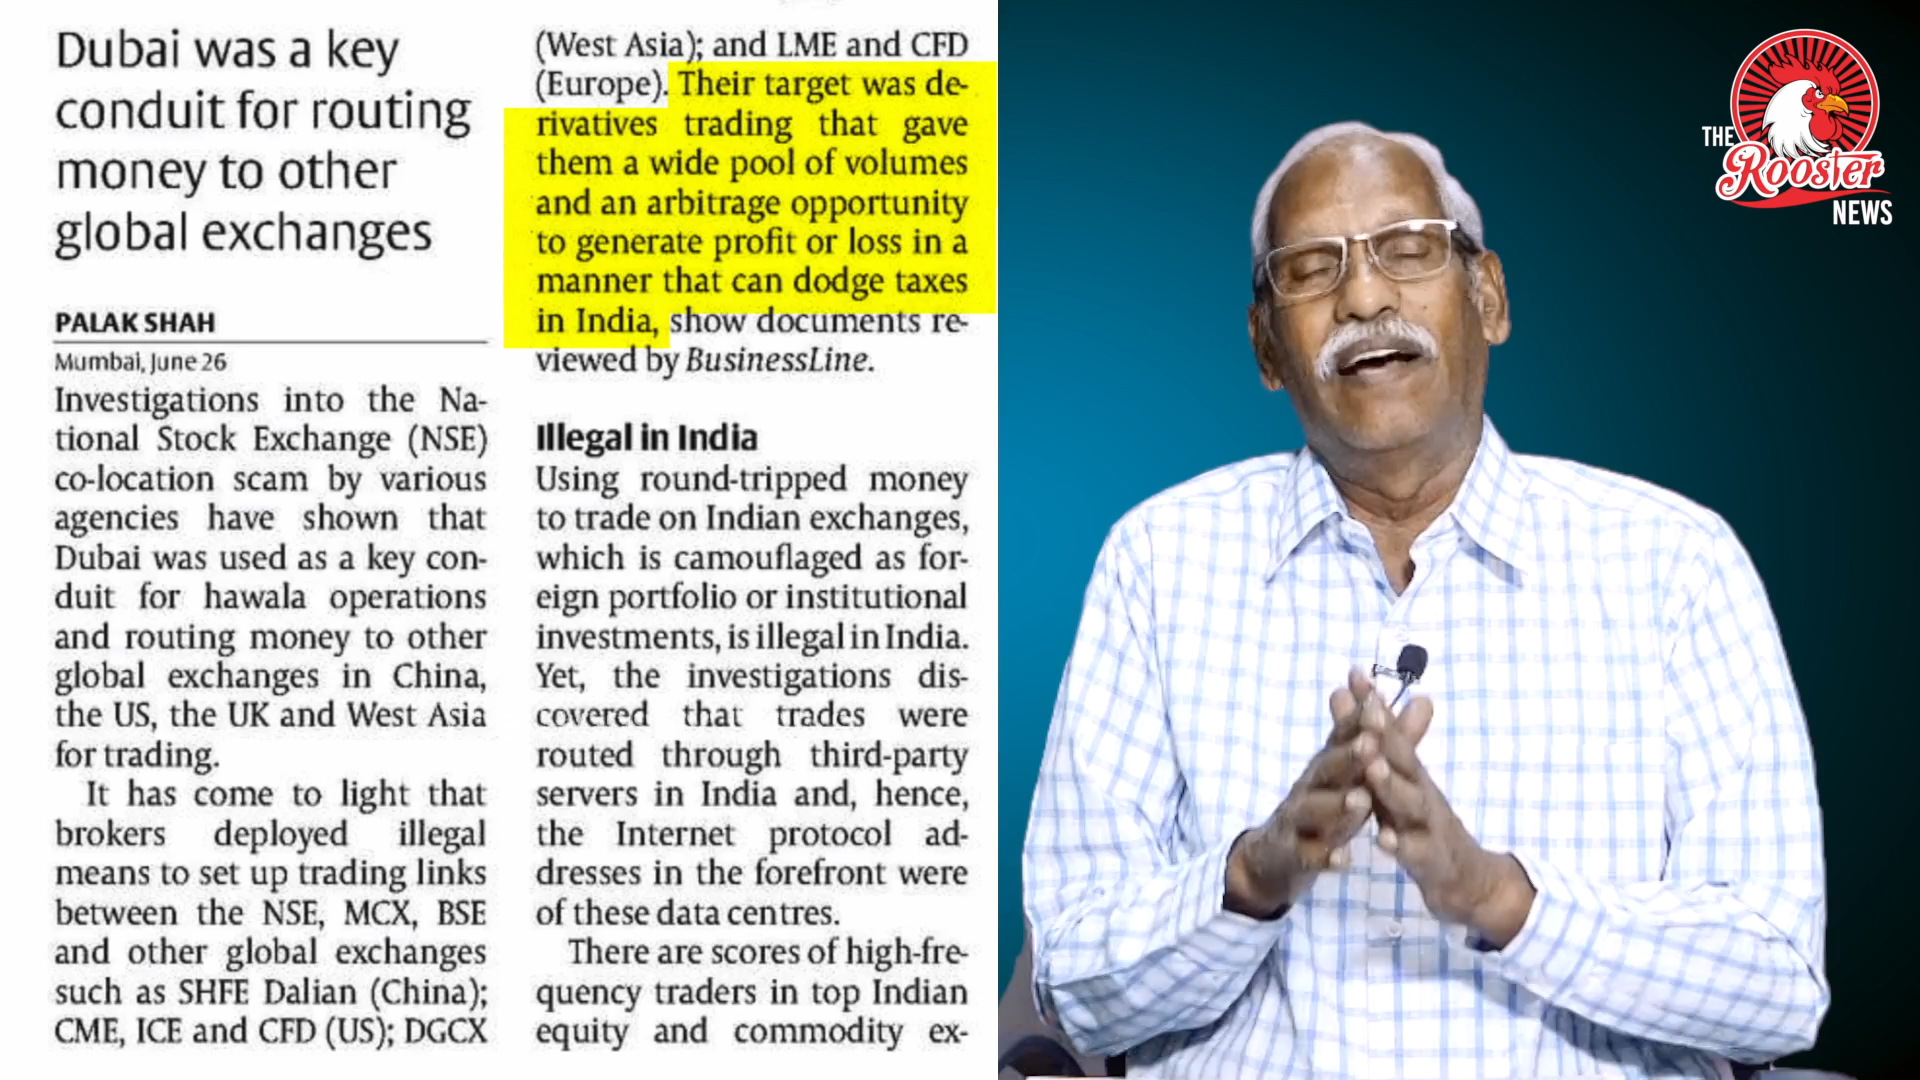 Dubai was a key
conduit for routing
money to other
global exchanges
PALAK SHAH
Mumbai, June 26
Investigations into the Na-
tional Stock Exchange (NSE)
co-location scam by various
agencies have shown that
Dubai was used as a key con-
duit for hawala operations
and routing money to other
global exchanges in China,
the US, the UK and West Asia
for trading.
It has come to light that
brokers deployed illegal
means to set up trading links
between the NSE, MCX, BSE
and other global exchanges
such as SHFE Dalian (China);
CME, ICE and CFD (US); DGCX
(West Asia); and LME and CFD
(Europe). Their target was de-
rivatives trading that gave
them a wide pool of volumes
and an arbitrage opportunity
to generate profit or loss in a
manner that can dodge taxes
in India, show documents re-
viewed by BusinessLine.
Illegal in India
Using round-tripped money
to trade on Indian exchanges,
which is camouflaged as for-
eign portfolio or institutional
investments, is illegal in India.
Yet, the investigations dis-
covered that trades were
routed through third-party
servers in India and, hence,
the Internet protocol ad-
dresses in the forefront were
of these data centres.
There are scores of high-fre-
quency traders in top Indian
equity and commodity ex-
THE
Rooster
NEWS